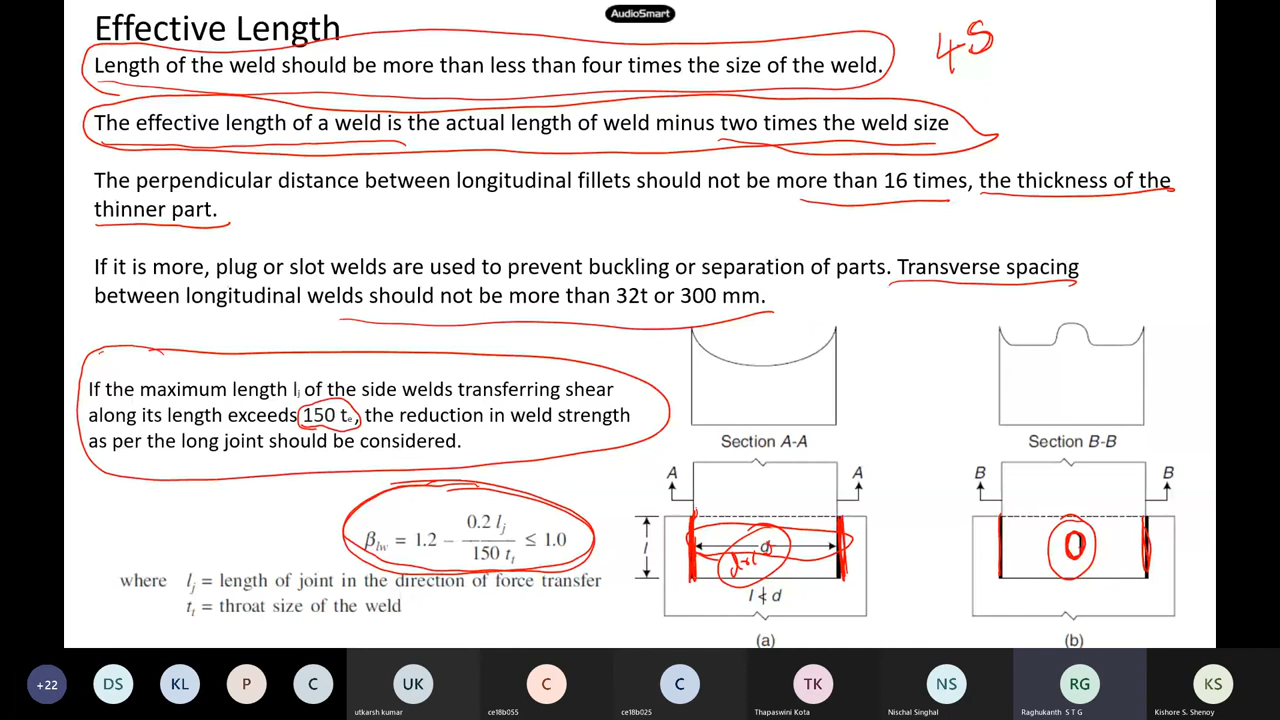 AudioSmart
Effective Length
4S
Length of the weld should be more than less than four times the size of the weld.
The effective length of a weld is the actual length of weld minus two times the weld size
The perpendicular distance between longitudinal fillets should not be more than 16 times, the thickness of the
thinner part.
If it is more, plug or slot welds are used to prevent buckling or separation of parts. Transverse spacing
between longitudinal welds should not be more than 32t or 300 mm.
If the maximum length lj of the side welds transferring shear
along its length exceeds 150 te, the reduction in weld strength
as per the long joint should be considered.
βlw = 1.2 − 0.2 lj / 150 tt ≤ 1.0
where lj = length of joint in the direction of force transfer
tt = throat size of the weld
Section A-A
Section B-B
A A
B B
l
d
l ≮ d
(a)
(b)
+22 DS KL P C UK C C TK NS RG KS
utkarsh kumar ce18b055 ce18b025 Thapaswini Kota Nischal Singhal Raghukanth S T G Kishore S. Shenoy